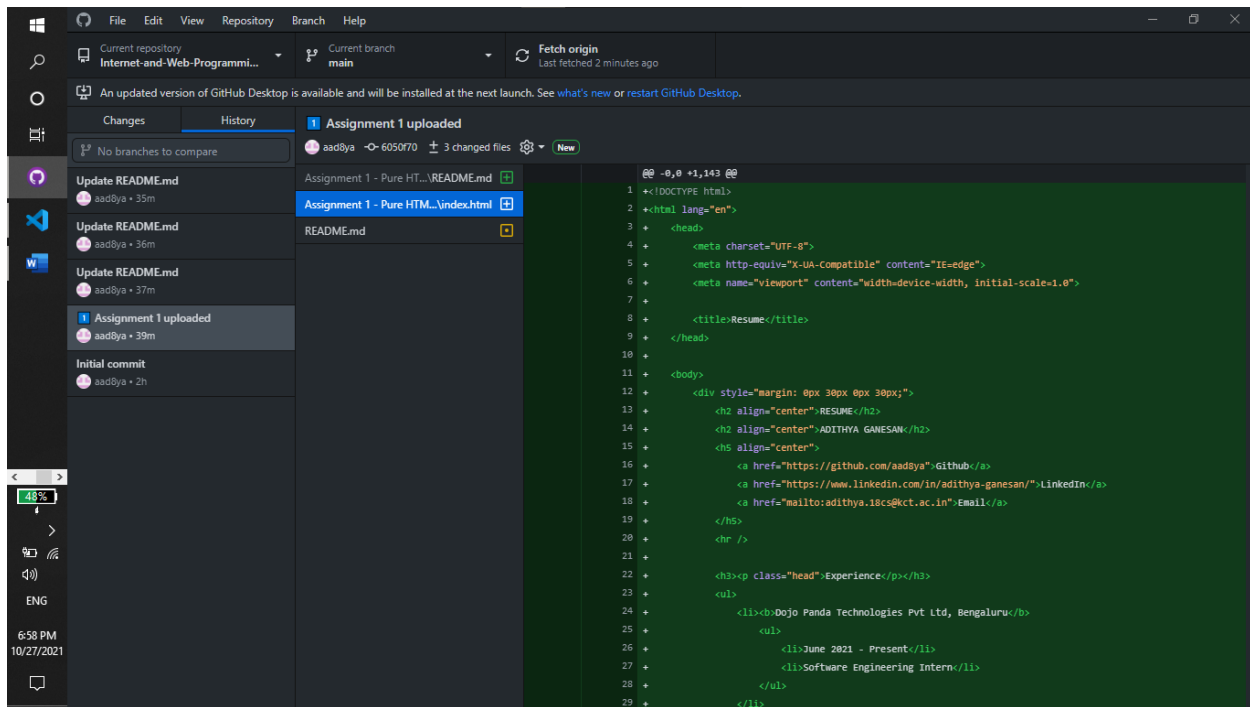 File Edit View Repository Branch Help
Current repository
Internet-and-Web-Programmi...
Current branch
main
Fetch origin
Last fetched 2 minutes ago
An updated version of GitHub Desktop is available and will be installed at the next launch. See what's new or restart GitHub Desktop.
Changes History
No branches to compare
Update README.md
aad8ya • 35m
Update README.md
aad8ya • 36m
Update README.md
aad8ya • 37m
1 Assignment 1 uploaded
aad8ya • 39m
Initial commit
aad8ya • 2h
1 Assignment 1 uploaded
aad8ya 6050f70 3 changed files New
Assignment 1 - Pure HT...\README.md
Assignment 1 - Pure HTM...\index.html
README.md
@@ -0,0 +1,143 @@
1 +<!DOCTYPE html>
2 +<html lang="en">
3 + <head>
4 + <meta charset="UTF-8">
5 + <meta http-equiv="X-UA-Compatible" content="IE=edge">
6 + <meta name="viewport" content="width=device-width, initial-scale=1.0">
7 +
8 + <title>Resume</title>
9 + </head>
10 +
11 + <body>
12 + <div style="margin: 0px 30px 0px 30px;">
13 + <h2 align="center">RESUME</h2>
14 + <h2 align="center">ADITHYA GANESAN</h2>
15 + <h5 align="center">
16 + <a href="https://github.com/aad8ya">Github</a>
17 + <a href="https://www.linkedin.com/in/adithya-ganesan/">LinkedIn</a>
18 + <a href="mailto:adithya.18cs@kct.ac.in">Email</a>
19 + </h5>
20 + <hr />
21 +
22 + <h3><p class="head">Experience</p></h3>
23 + <ul>
24 + <li><b>Dojo Panda Technologies Pvt Ltd, Bengaluru</b>
25 + <ul>
26 + <li>June 2021 - Present</li>
27 + <li>Software Engineering Intern</li>
28 + </ul>
29 + </li>
W
48%
ENG
6:58 PM
10/27/2021